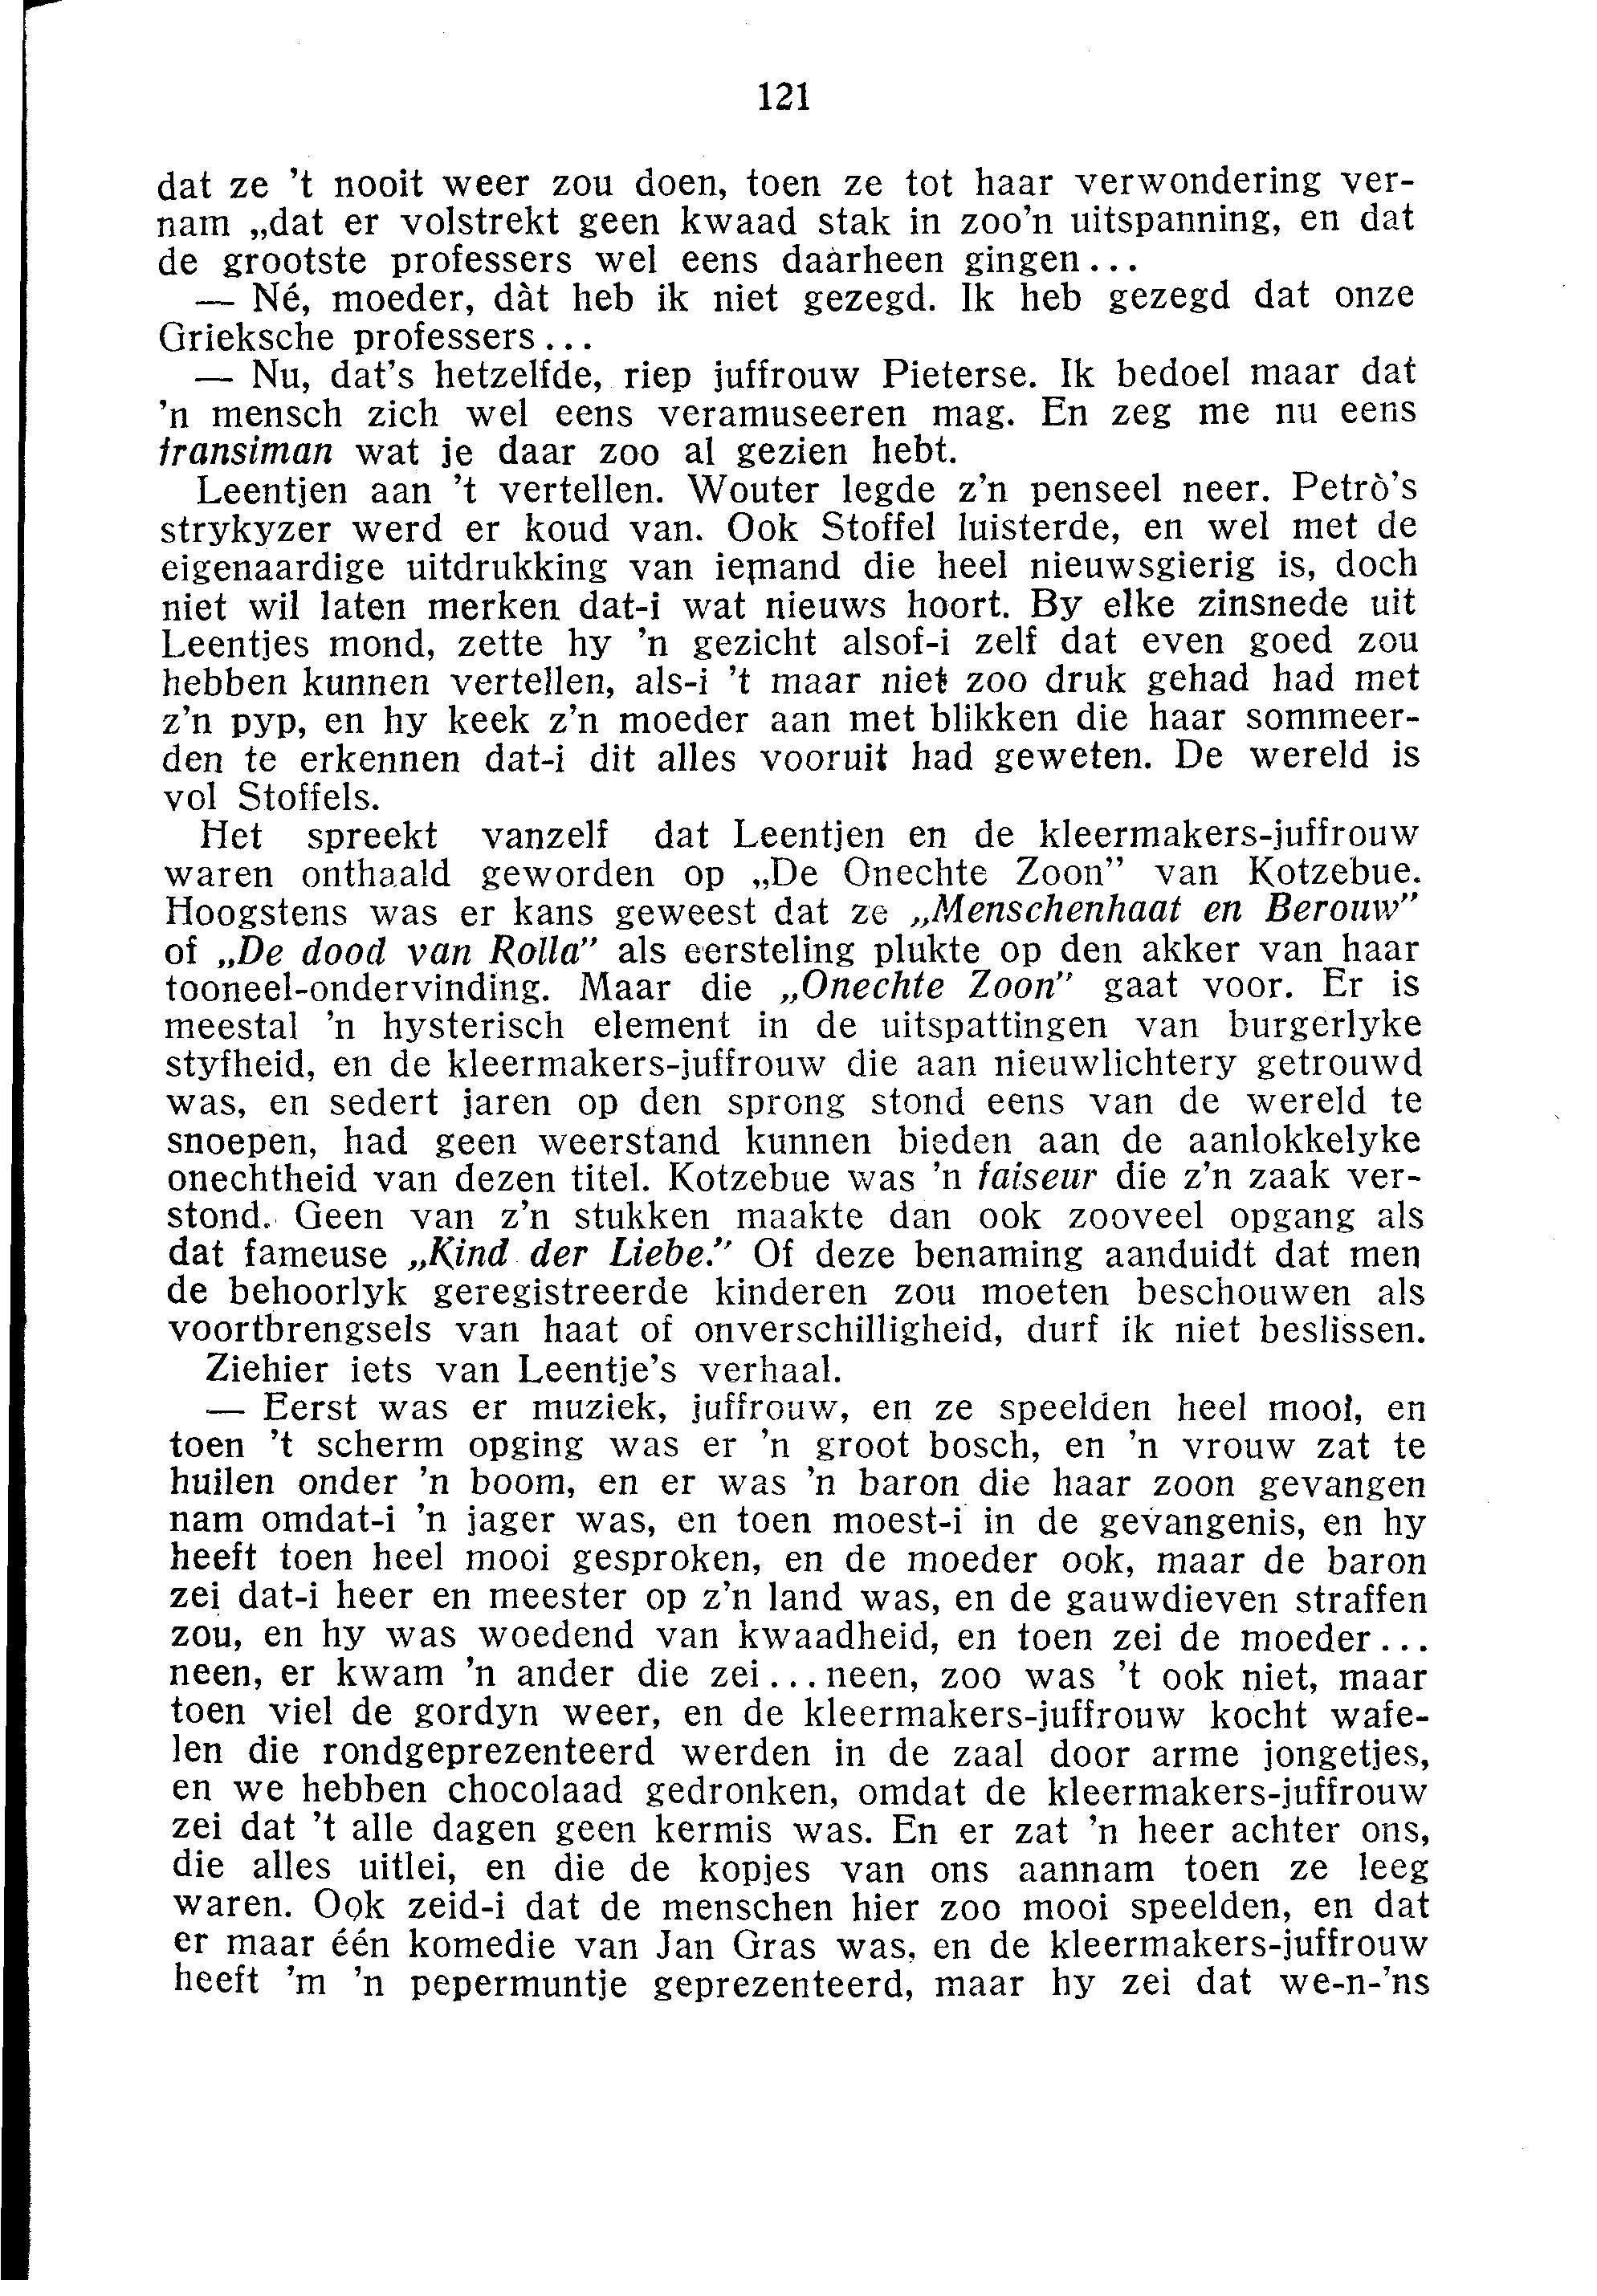 121
dat ze 't nooit weer zou doen, toen ze tot haar verwondering ver-
nam „dat er volstrekt geen kwaad stak in zoo'n uitspanning, en dat
de grootste professers wel eens daàrheen gingen...
— Né, moeder, dàt heb ik niet gezegd. Ik heb gezegd dat onze
Grieksche professers...
— Nu, dat's hetzelfde, riep juffrouw Pieterse. Ik bedoel maar dat
'n mensch zich wel eens veramuseeren mag. En zeg me nu eens
transiman wat je daar zoo al gezien hebt.
Leentjen aan 't vertellen. Wouter legde z'n penseel neer. Petrò's
strykyzer werd er koud van. Ook Stoffel luisterde, en wel met de
eigenaardige uitdrukking van iemand die heel nieuwsgierig is, doch
niet wil laten merken dat-i wat nieuws hoort. By elke zinsnede uit
Leentjes mond, zette hy 'n gezicht alsof-i zelf dat even goed zou
hebben kunnen vertellen, als-i 't maar niet zoo druk gehad had met
z'n pyp, en hy keek z'n moeder aan met blikken die haar sommeer-
den te erkennen dat-i dit alles vooruit had geweten. De wereld is
vol Stoffels.
Het spreekt vanzelf dat Leentjen en de kleermakers-juffrouw
waren onthaald geworden op „De Onechte Zoon” van Kotzebue.
Hoogstens was er kans geweest dat ze „Menschenhaat en Berouw”
of „De dood van Rolla” als eersteling plukte op den akker van haar
tooneel-ondervinding. Maar die „Onechte Zoon” gaat voor. Er is
meestal 'n hysterisch element in de uitspattingen van burgerlyke
styfheid, en de kleermakers-juffrouw die aan nieuwlichtery getrouwd
was, en sedert jaren op den sprong stond eens van de wereld te
snoepen, had geen weerstand kunnen bieden aan de aanlokkelyke
onechtheid van dezen titel. Kotzebue was 'n faiseur die z'n zaak ver-
stond. Geen van z'n stukken maakte dan ook zooveel opgang als
dat fameuse „Kind der Liebe.” Of deze benaming aanduidt dat men
de behoorlyk geregistreerde kinderen zou moeten beschouwen als
voortbrengsels van haat of onverschilligheid, durf ik niet beslissen.
Ziehier iets van Leentje's verhaal.
— Eerst was er muziek, juffrouw, en ze speelden heel mooi, en
toen 't scherm opging was er 'n groot bosch, en 'n vrouw zat te
huilen onder 'n boom, en er was 'n baron die haar zoon gevangen
nam omdat-i 'n jager was, en toen moest-i in de gevangenis, en hy
heeft toen heel mooi gesproken, en de moeder ook, maar de baron
zei dat-i heer en meester op z'n land was, en de gauwdieven straffen
zou, en hy was woedend van kwaadheid, en toen zei de moeder...
neen, er kwam 'n ander die zei... neen, zoo was 't ook niet, maar
toen viel de gordyn weer, en de kleermakers-juffrouw kocht wafe-
len die rondgeprezenteerd werden in de zaal door arme jongetjes,
en we hebben chocolaad gedronken, omdat de kleermakers-juffrouw
zei dat 't alle dagen geen kermis was. En er zat 'n heer achter ons,
die alles uitlei, en die de kopjes van ons aannam toen ze leeg
waren. Ook zeid-i dat de menschen hier zoo mooi speelden, en dat
er maar één komedie van Jan Gras was, en de kleermakers-juffrouw
heeft 'm 'n pepermuntje geprezenteerd, maar hy zei dat we-n-'ns